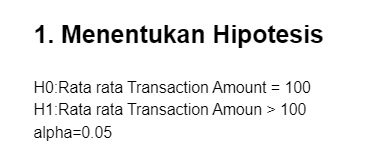 1. Menentukan Hipotesis
H0:Rata rata Transaction Amount = 100
H1:Rata rata Transaction Amoun > 100
alpha=0.05